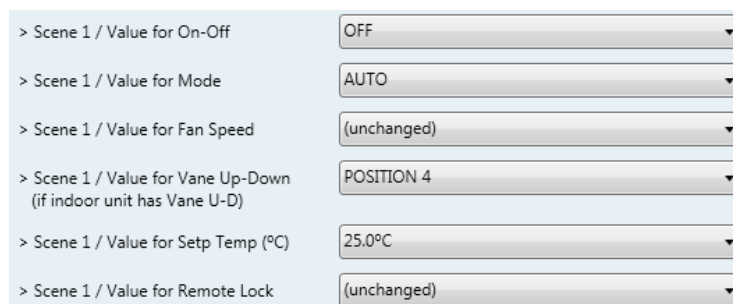 > Scene 1 / Value for On-Off OFF
> Scene 1 / Value for Mode AUTO
> Scene 1 / Value for Fan Speed (unchanged)
> Scene 1 / Value for Vane Up-Down POSITION 4
(if indoor unit has Vane U-D)
> Scene 1 / Value for Setp Temp (ºC) 25.0ºC
> Scene 1 / Value for Remote Lock (unchanged)